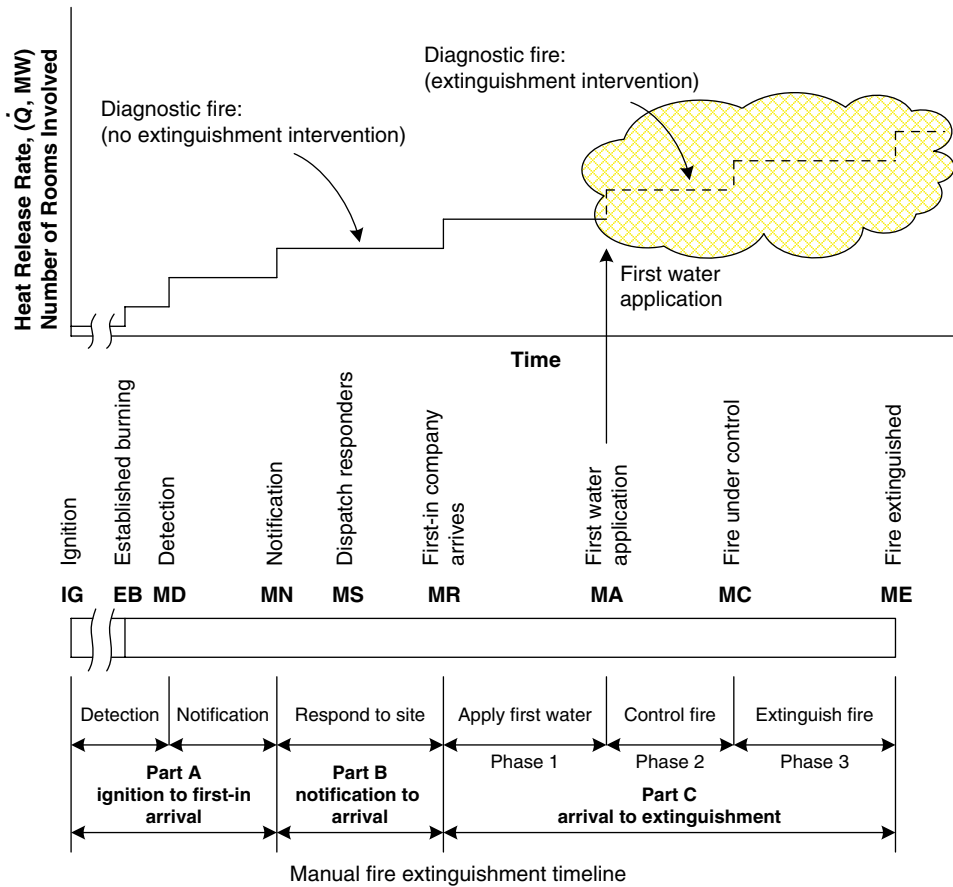 Heat Release Rate, (Q̇, MW)
Number of Rooms Involved
Diagnostic fire:
(no extinguishment intervention)
Diagnostic fire:
(extinguishment intervention)
First water
application
Time
Ignition
Established burning
Detection
Notification
Dispatch responders
First-in company
arrives
First water
application
Fire under control
Fire extinguished
IG EB MD MN MS MR MA MC ME
Detection Notification Respond to site Apply first water Control fire Extinguish fire
Phase 1 Phase 2 Phase 3
Part A
ignition to first-in
arrival
Part B
notification to
arrival
Part C
arrival to extinguishment
Manual fire extinguishment timeline